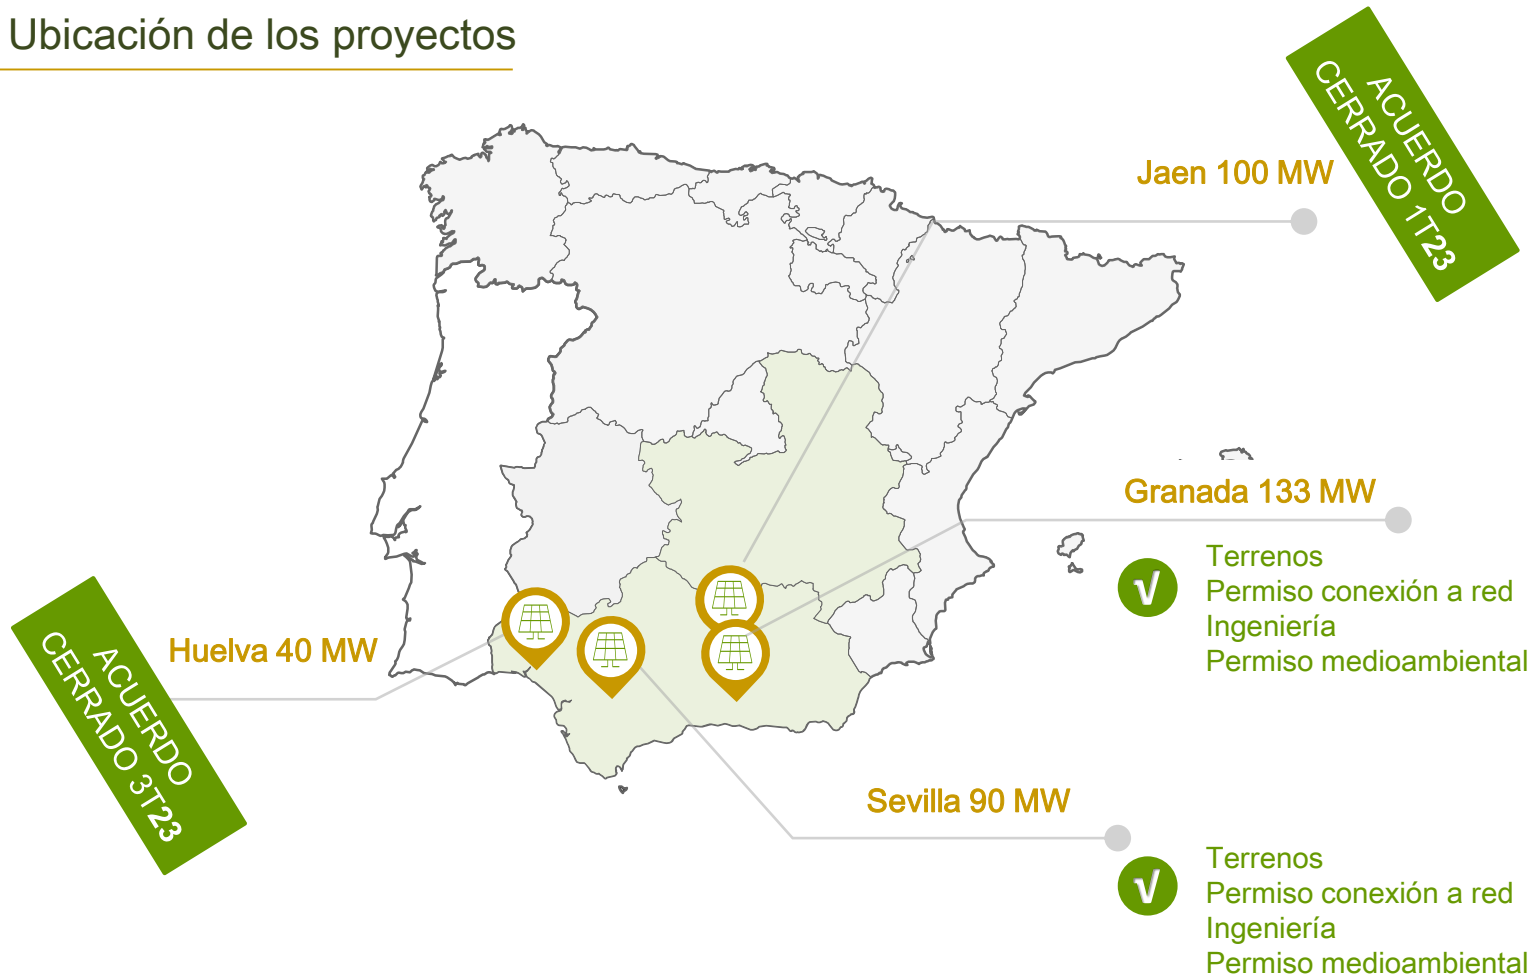 Ubicación de los proyectos
ACUERDO
CERRADO 1T23
Jaen 100 MW
Granada 133 MW
√
Terrenos
Permiso conexión a red
Ingeniería
Permiso medioambiental
Huelva 40 MW
ACUERDO
CERRADO 3T23
Sevilla 90 MW
√
Terrenos
Permiso conexión a red
Ingeniería
Permiso medioambiental